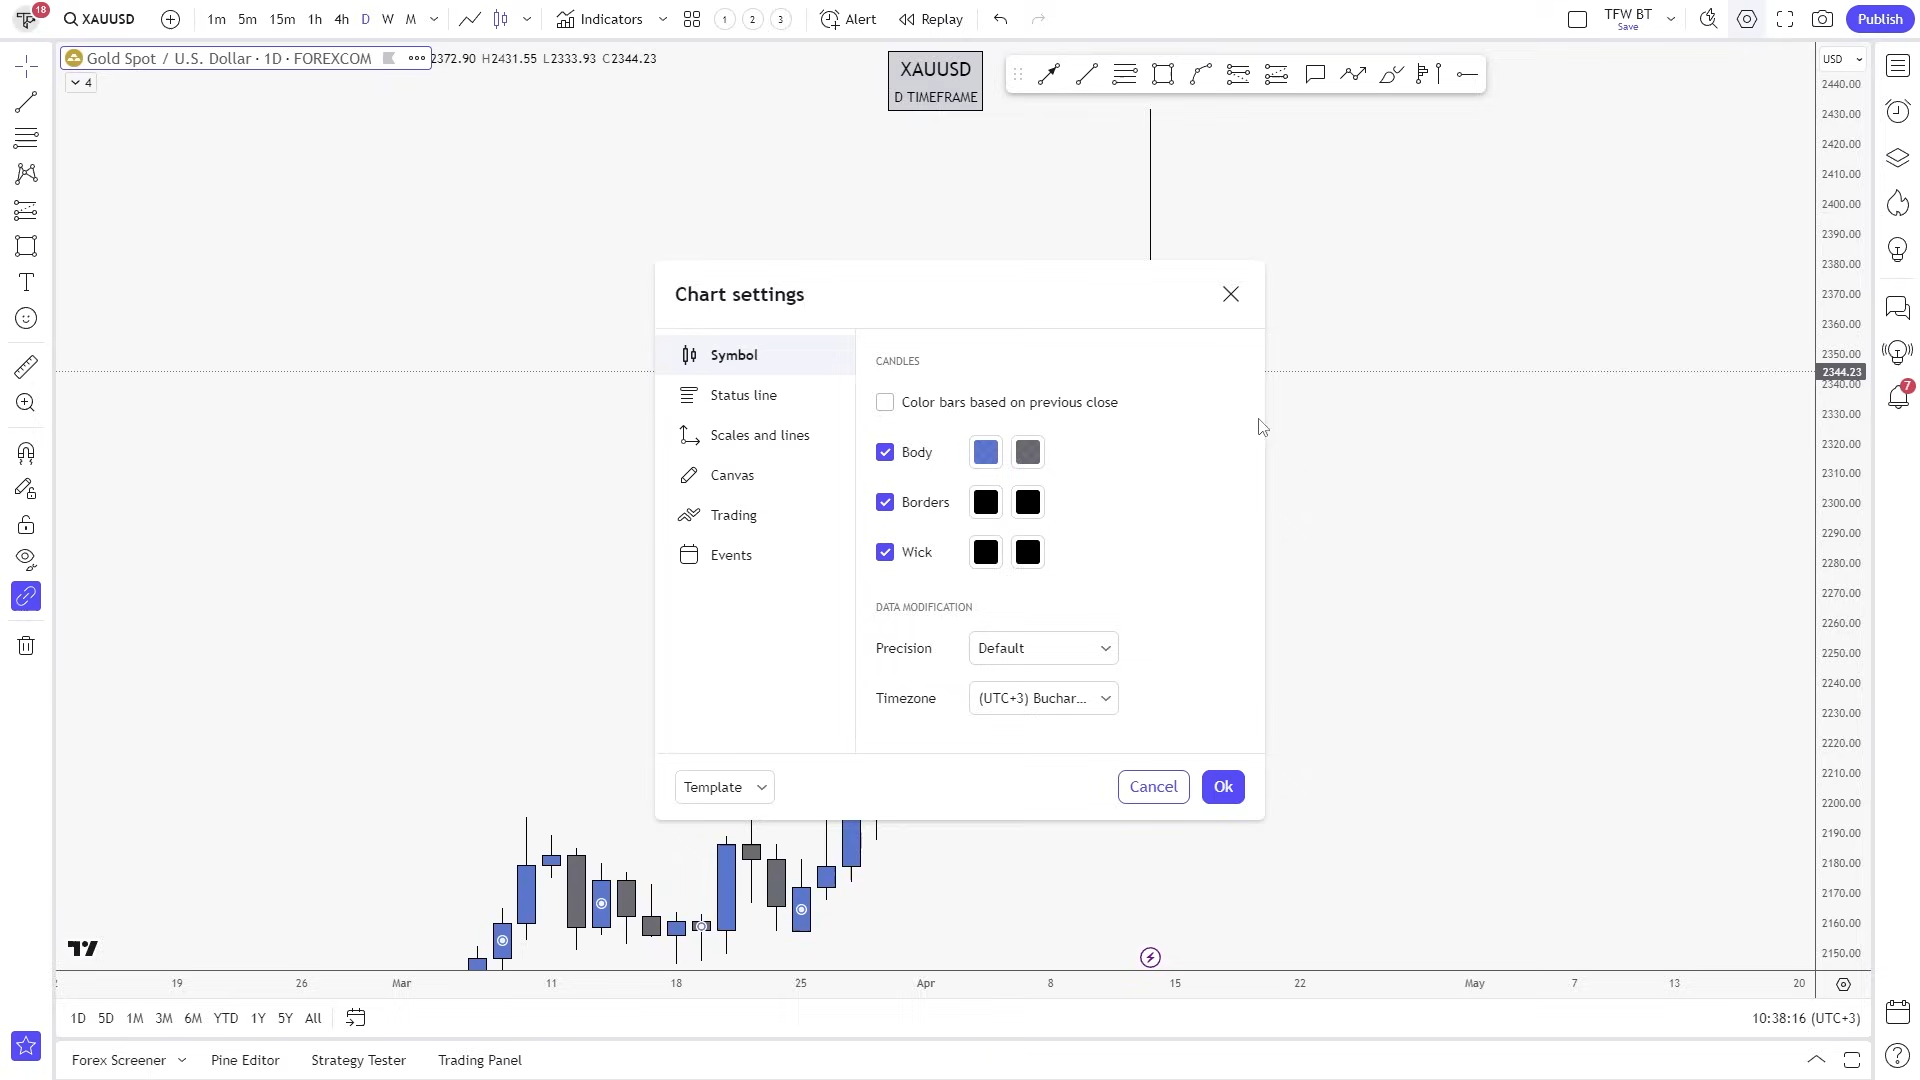 18
XAUUSD 1m 5m 15m 1h 4h D W M Indicators 1 2 3 Alert Replay TFW BT Save Publish
Gold Spot / U.S. Dollar · 1D · FOREXCOM 2372.90 H2431.55 L2333.93 C2344.23
4
XAUUSD
D TIMEFRAME
USD
2440.00
2430.00
2420.00
2410.00
2400.00
2390.00
2380.00
2370.00
2360.00
2350.00
2344.23
2340.00
2330.00
2320.00
2310.00
2300.00
2290.00
2280.00
2270.00
2260.00
2250.00
2240.00
2230.00
2220.00
2210.00
2200.00
2190.00
2180.00
2170.00
2160.00
2150.00
7
Chart settings
Symbol
Status line
Scales and lines
Canvas
Trading
Events
CANDLES
Color bars based on previous close
Body
Borders
Wick
DATA MODIFICATION
Precision Default
Timezone (UTC+3) Buchar...
Template Cancel Ok
19 26 Mar 11 18 25 Apr 8 15 22 May 7 13 20
1D 5D 1M 3M 6M YTD 1Y 5Y All 10:38:16 (UTC+3)
Forex Screener Pine Editor Strategy Tester Trading Panel